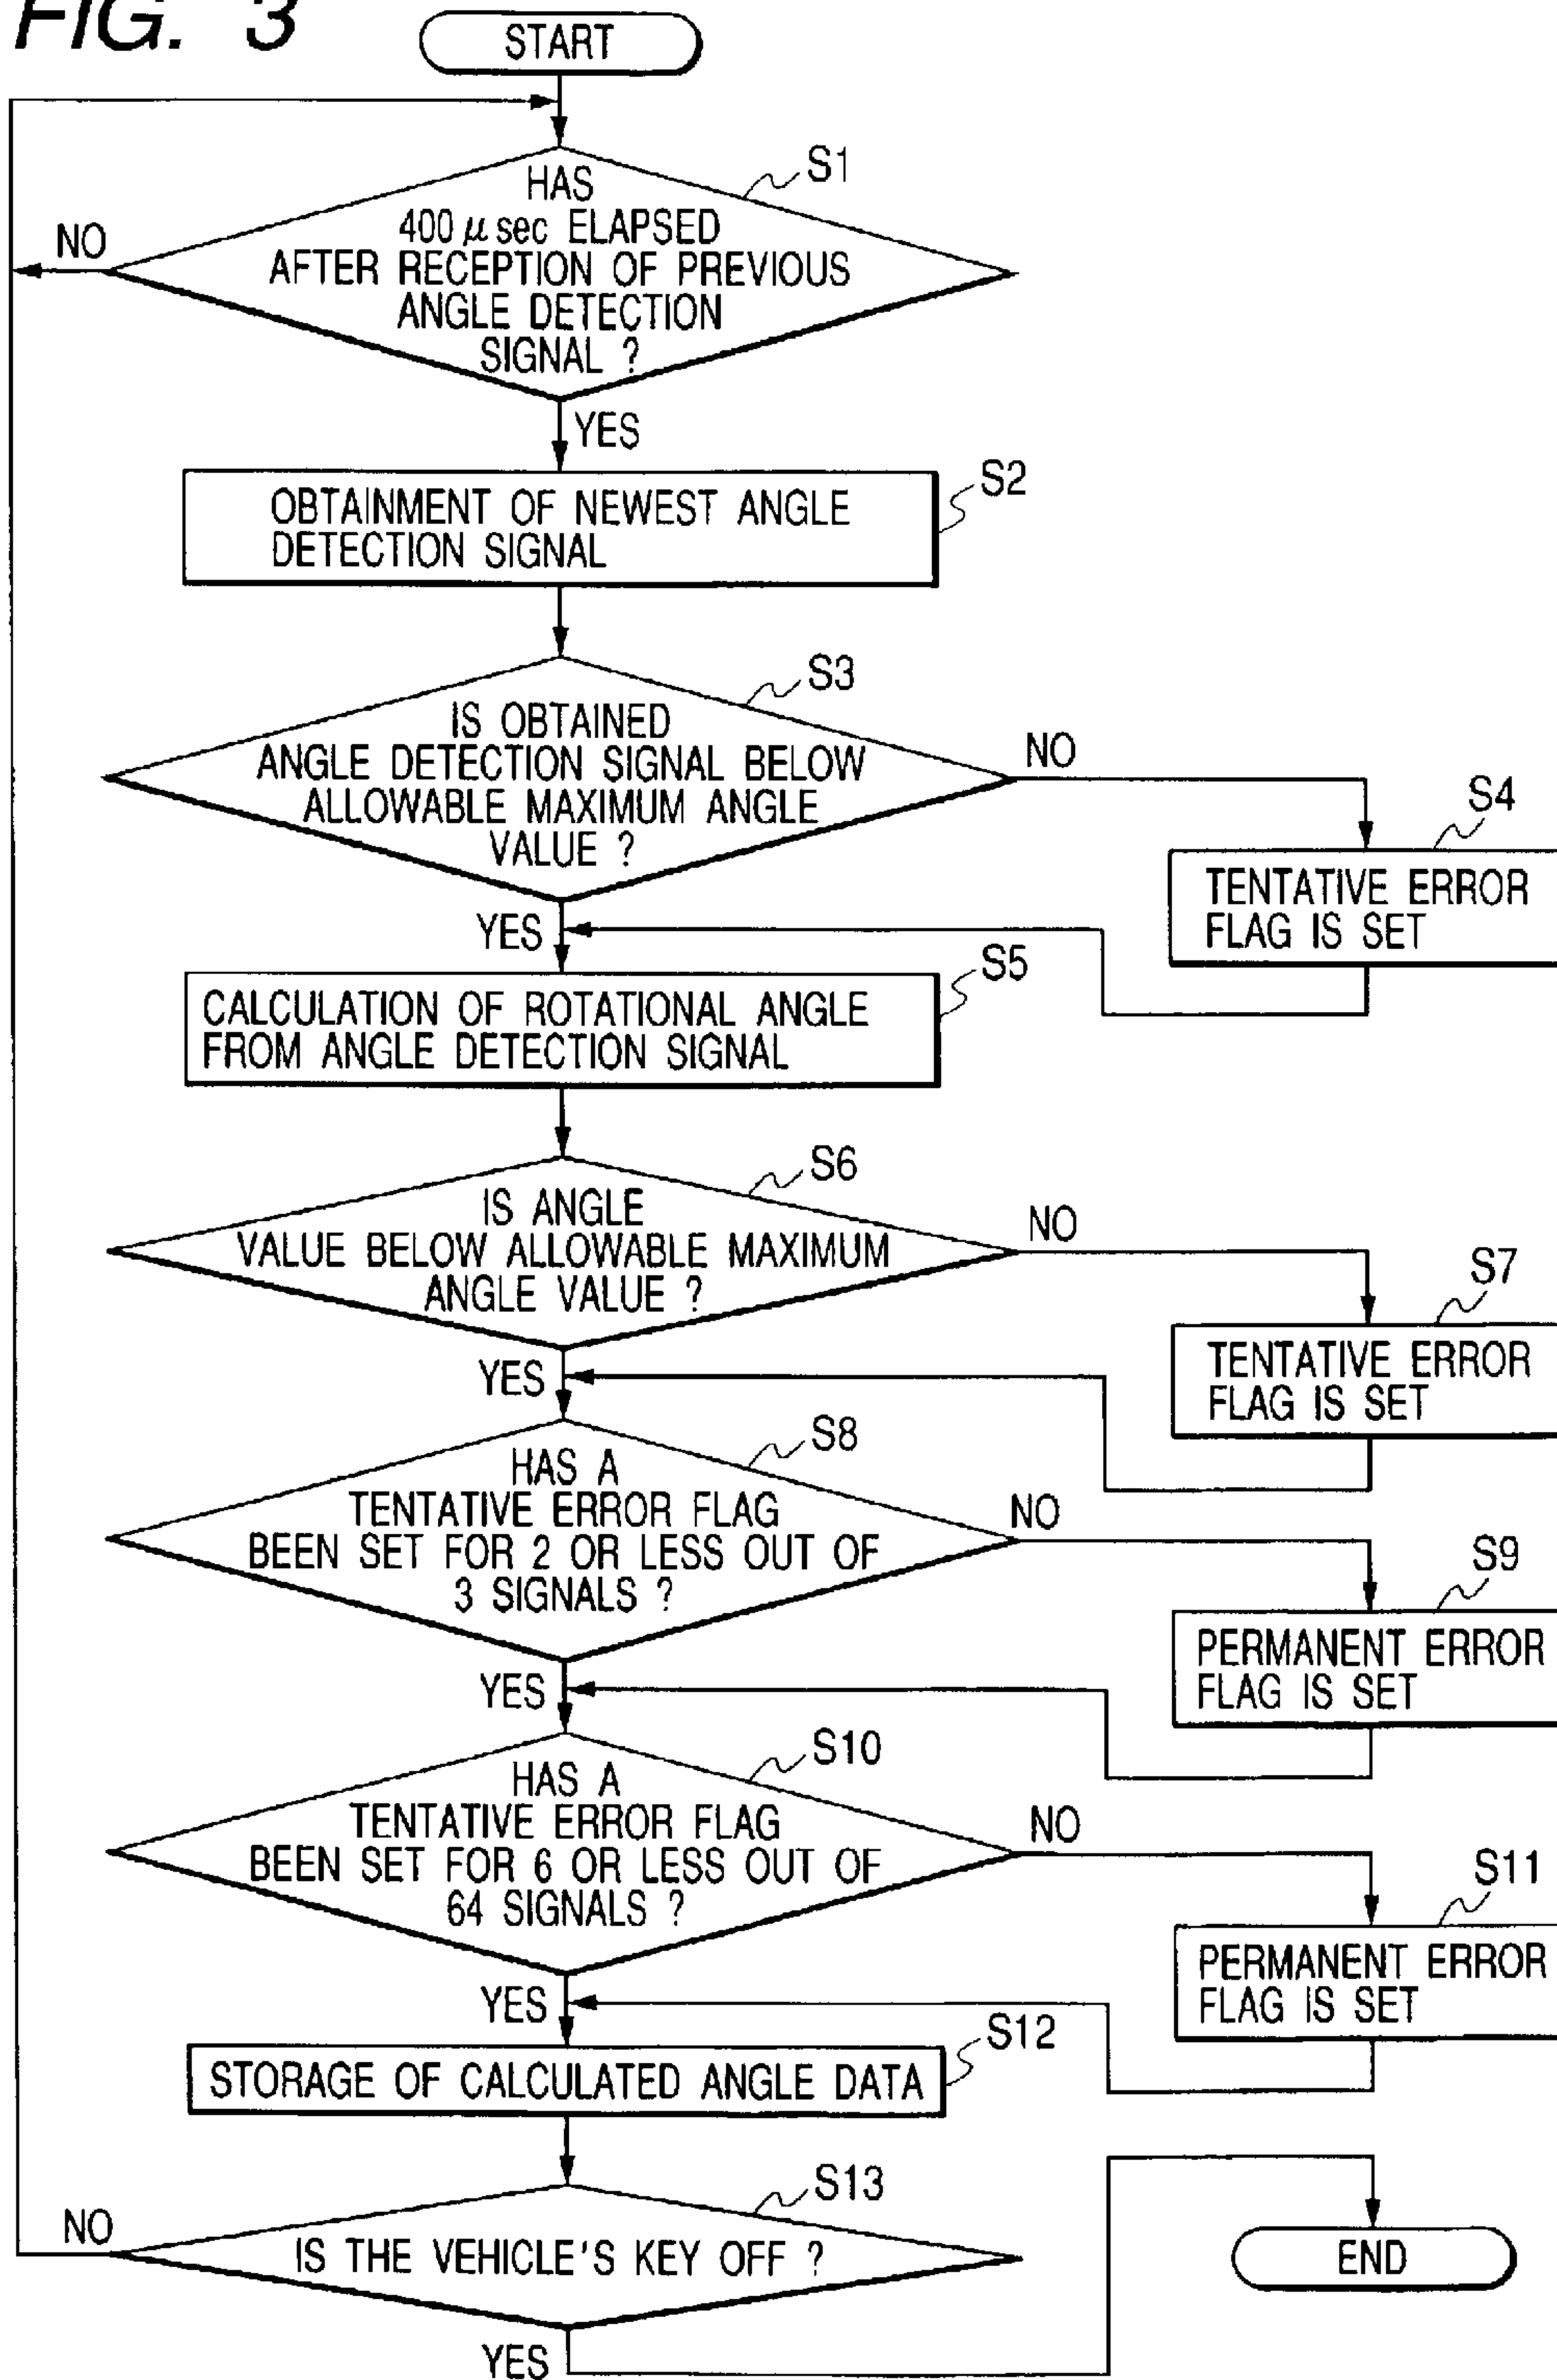 FIG. 3
START
S1
HAS
400 μsec ELAPSED
AFTER RECEPTION OF PREVIOUS
ANGLE DETECTION
SIGNAL ?
NO
YES
S2
OBTAINMENT OF NEWEST ANGLE
DETECTION SIGNAL
S3
IS OBTAINED
ANGLE DETECTION SIGNAL BELOW
ALLOWABLE MAXIMUM ANGLE
VALUE ?
NO
S4
TENTATIVE ERROR
FLAG IS SET
YES
S5
CALCULATION OF ROTATIONAL ANGLE
FROM ANGLE DETECTION SIGNAL
S6
IS ANGLE
VALUE BELOW ALLOWABLE MAXIMUM
ANGLE VALUE ?
NO
S7
TENTATIVE ERROR
FLAG IS SET
YES
S8
HAS A
TENTATIVE ERROR FLAG
BEEN SET FOR 2 OR LESS OUT OF
3 SIGNALS ?
NO
S9
PERMANENT ERROR
FLAG IS SET
YES
S10
HAS A
TENTATIVE ERROR FLAG
BEEN SET FOR 6 OR LESS OUT OF
64 SIGNALS ?
NO
S11
PERMANENT ERROR
FLAG IS SET
YES
S12
STORAGE OF CALCULATED ANGLE DATA
S13
NO
IS THE VEHICLE'S KEY OFF ?
END
YES